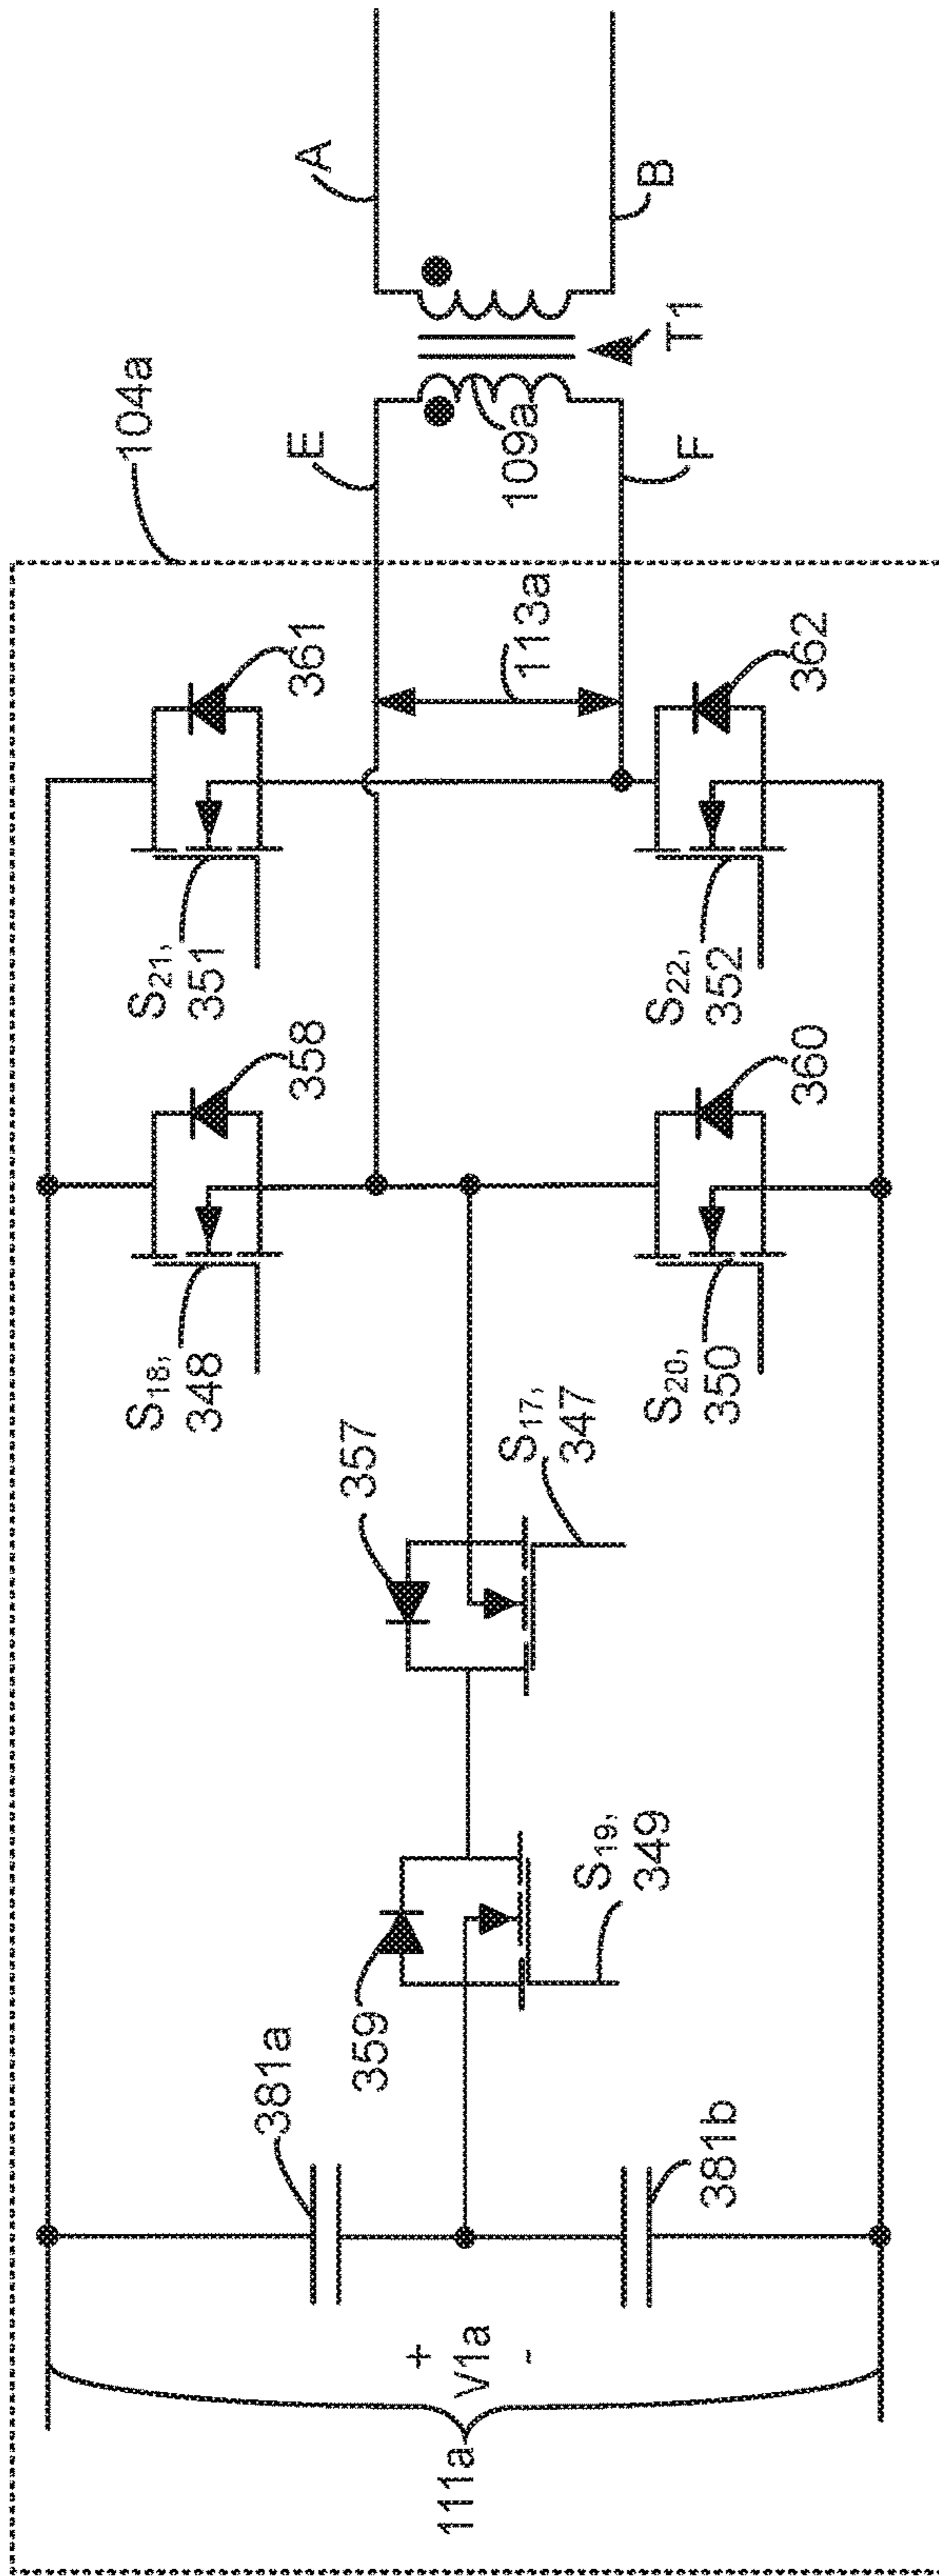 104a
A
E
S₁₈,
348
358
S₂₁,
351
361
381a
357
109a
113a
T1
359
+
V1a
-
111a
S₁₇,
347
S₁₉,
349
F
B
381b
S₂₀,
350
360
S₂₂,
352
362